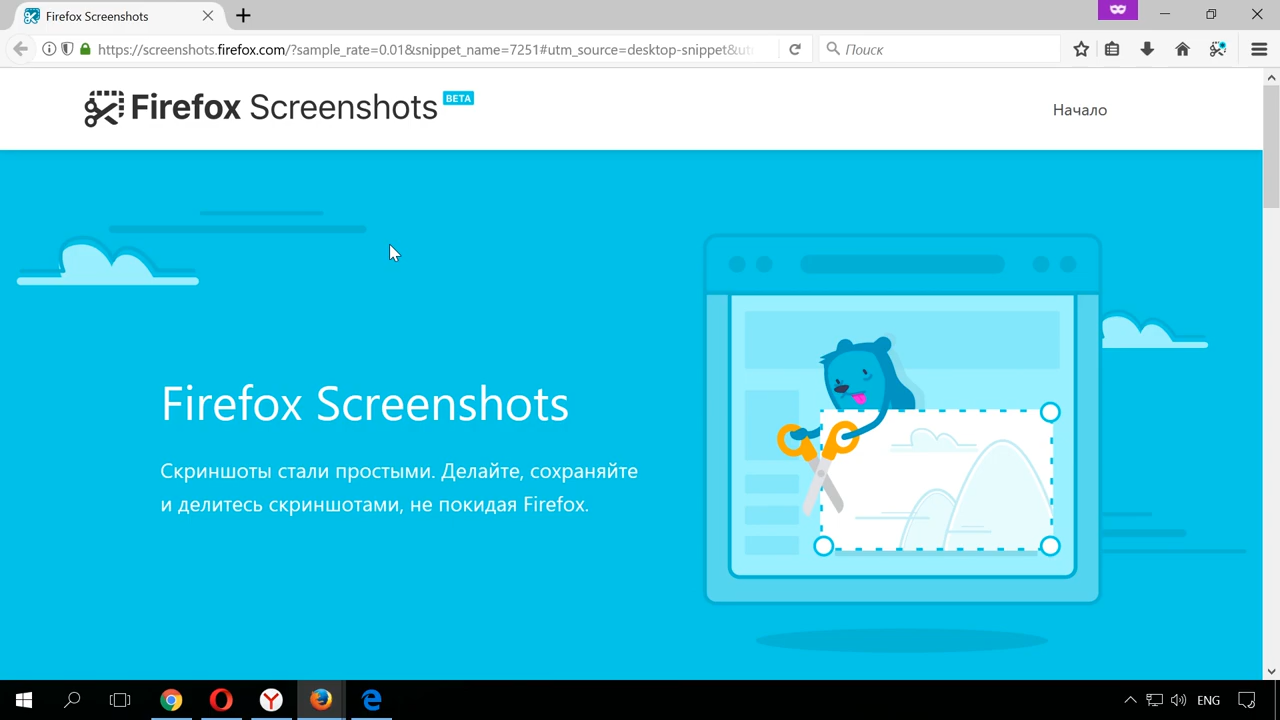 Firefox Screenshots
https://screenshots.firefox.com/?sample_rate=0.01&snippet_name=7251#utm_source=desktop-snippet&ut
Поиск
Firefox Screenshots BETA
Начало
Firefox Screenshots
Скриншоты стали простыми. Делайте, сохраняйте
и делитесь скриншотами, не покидая Firefox.
ENG